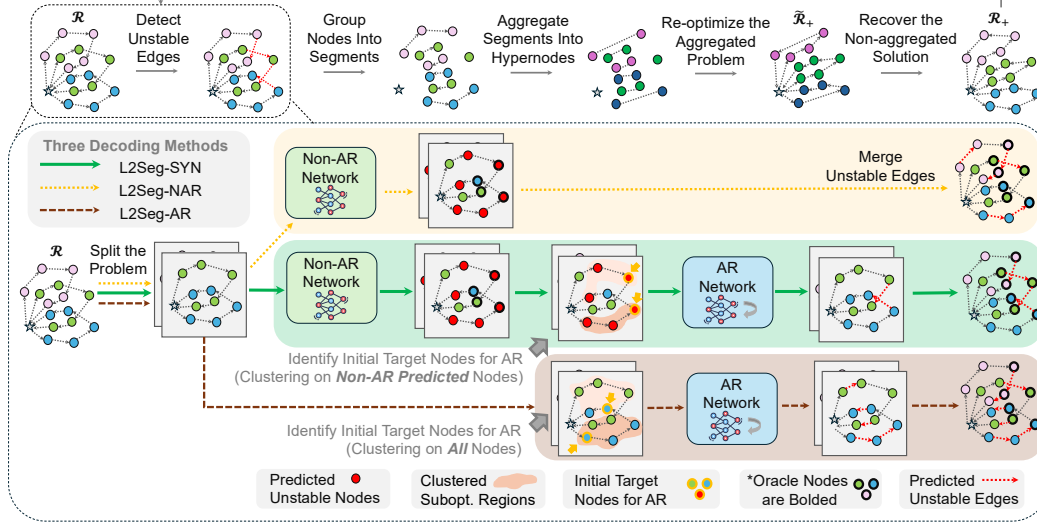 𝓡
Detect
Unstable
Edges
Group
Nodes Into
Segments
Aggregate
Segments Into
Hypernodes
Re-optimize the
Aggregated
Problem
𝓡̃₊
Recover the
Non-aggregated
Solution
𝓡₊
Three Decoding Methods
L2Seg-SYN
L2Seg-NAR
L2Seg-AR
Non-AR
Network
Merge
Unstable Edges
𝓡
Split the
Problem
Non-AR
Network
AR
Network
Identify Initial Target Nodes for AR
(Clustering on Non-AR Predicted Nodes)
AR
Network
Identify Initial Target Nodes for AR
(Clustering on All Nodes)
Predicted
Unstable Nodes
Clustered
Subopt. Regions
Initial Target
Nodes for AR
*Oracle Nodes
are Bolded
Predicted
Unstable Edges